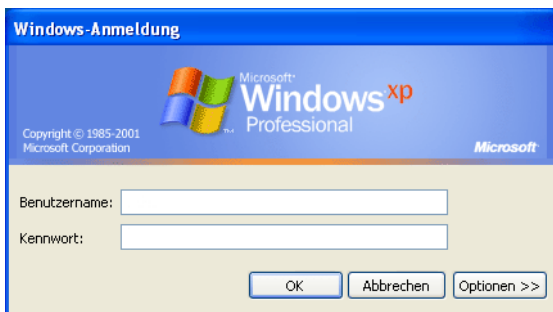 Windows-Anmeldung
Microsoft®
Windows xp
Professional
Copyright © 1985-2001
Microsoft Corporation
Microsoft
Benutzername:
Kennwort:
OK Abbrechen Optionen >>